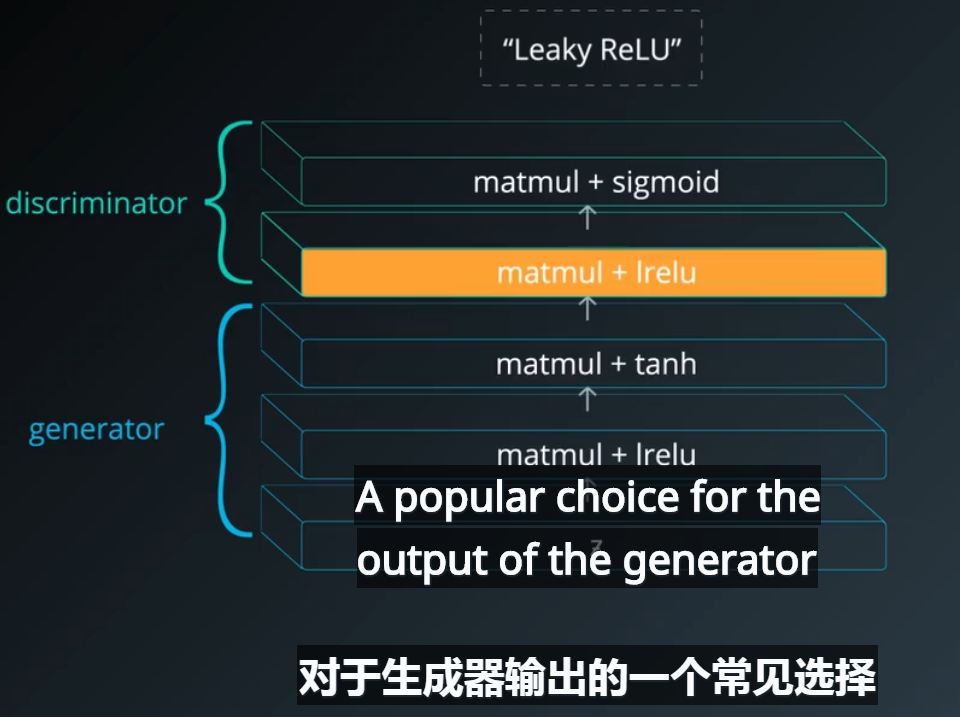 “Leaky ReLU”
matmul + sigmoid
discriminator
matmul + lrelu
matmul + tanh
generator
matmul + lrelu
z
A popular choice for the
output of the generator
对于生成器输出的一个常见选择